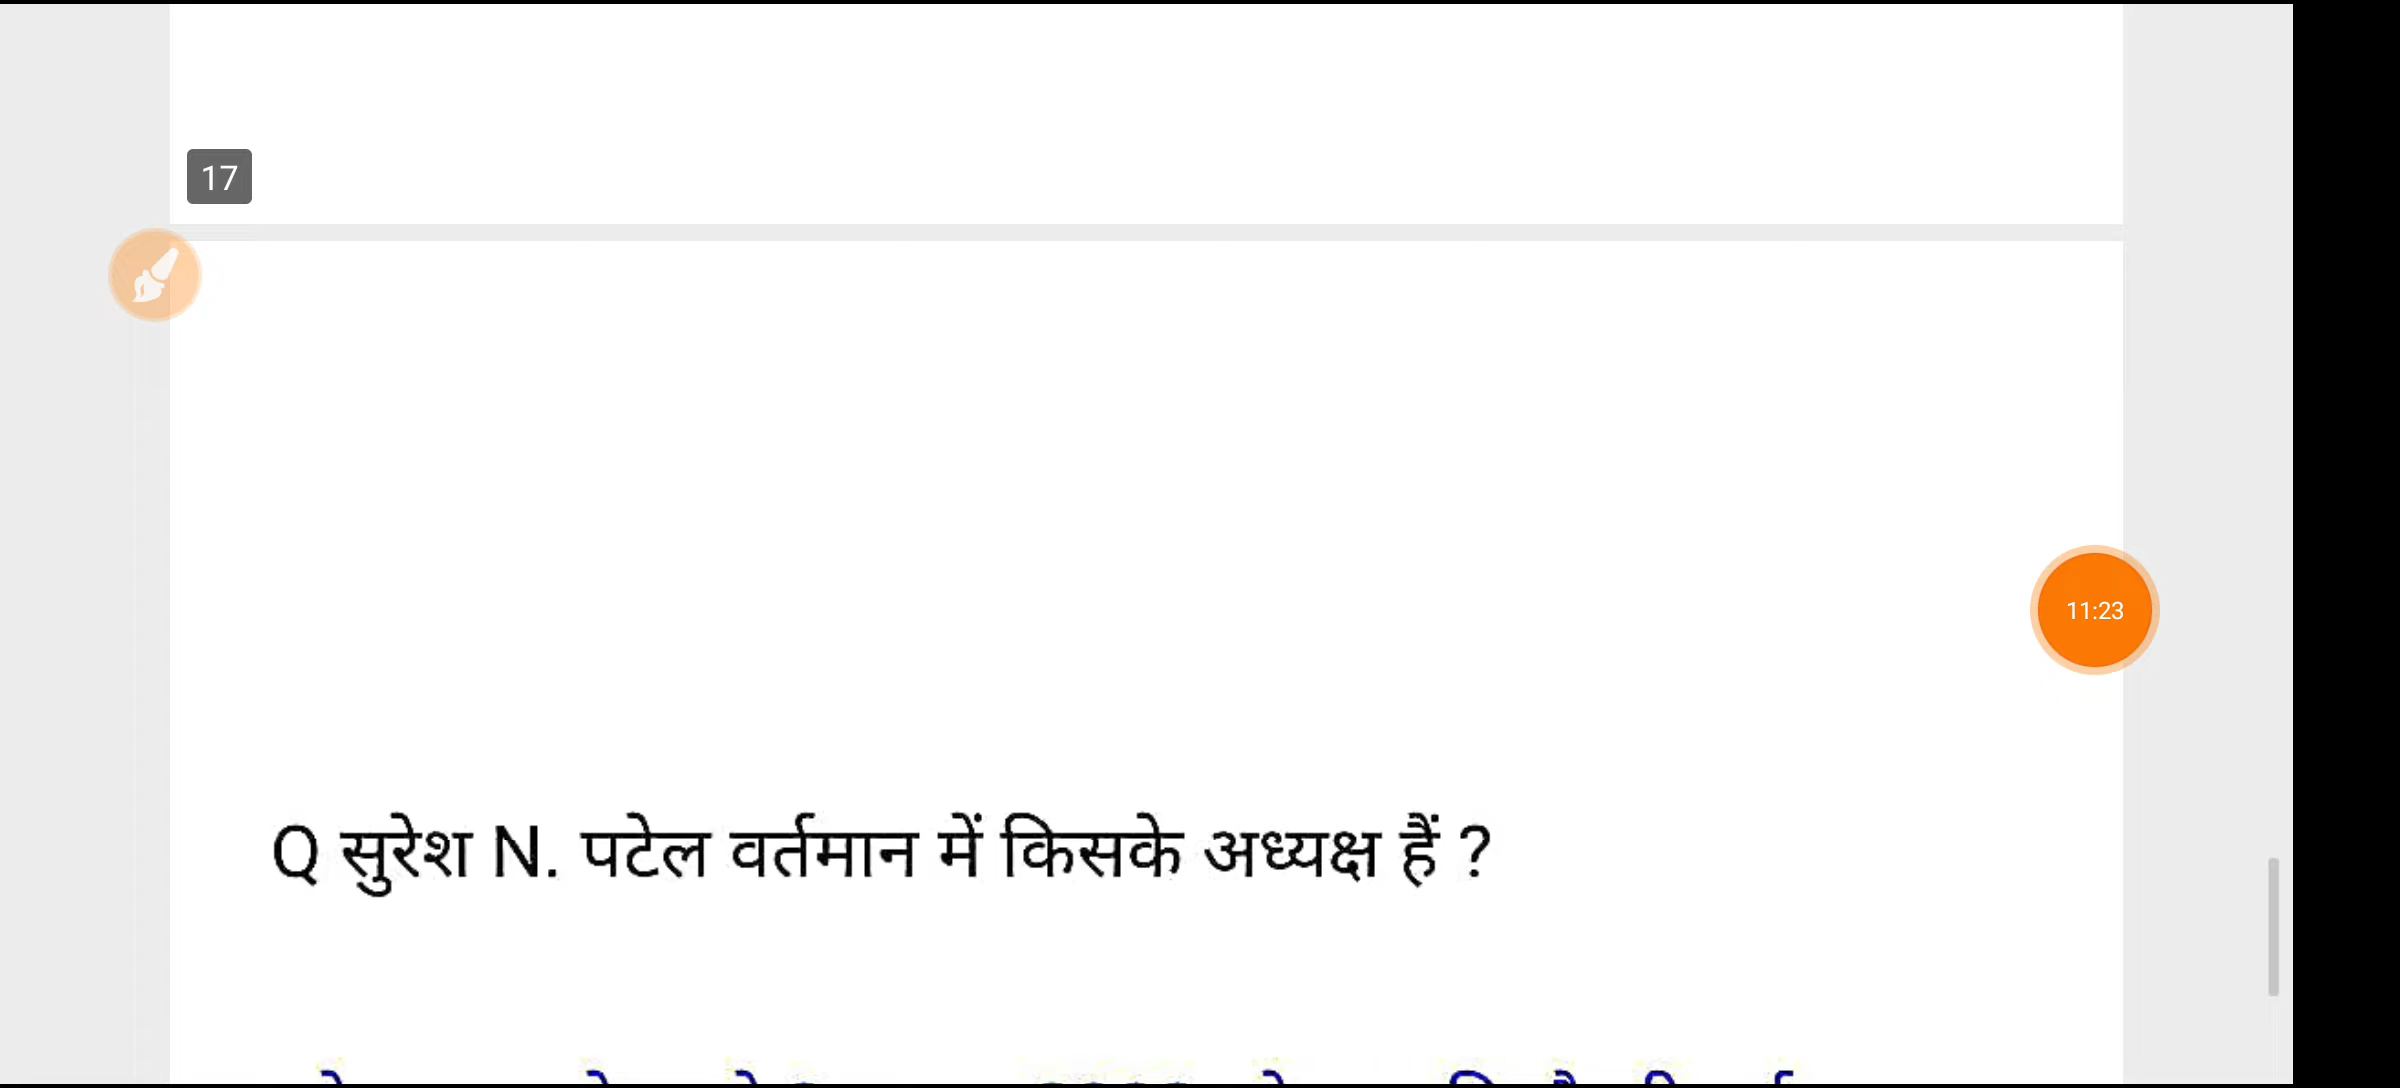 17
11:23
Q सुरेश N. पटेल वर्तमान में किसके अध्यक्ष हैं ?